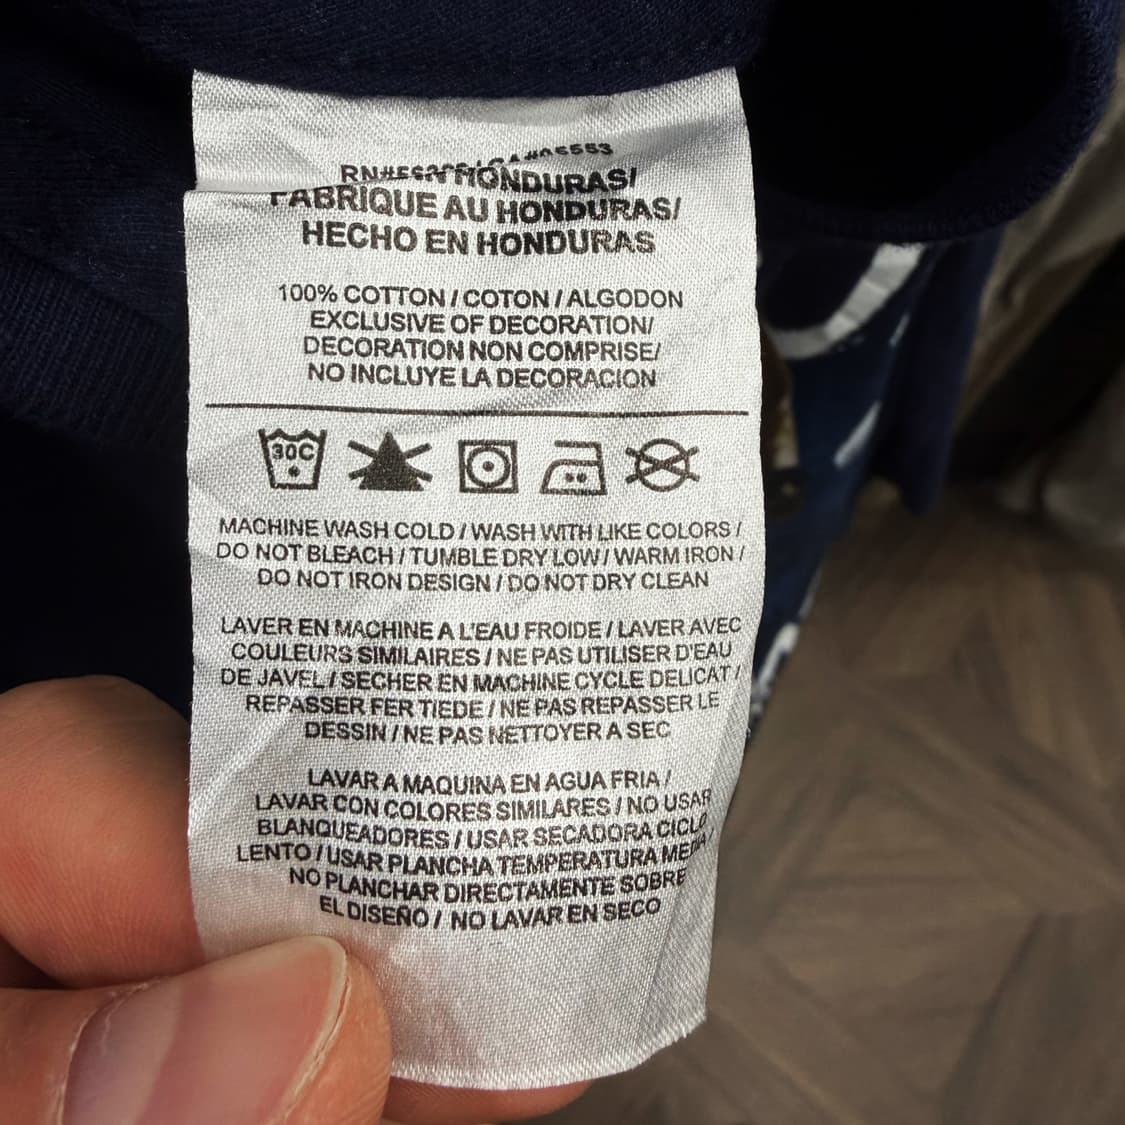 HONDURAS/
FABRIQUE AU HONDURAS/
HECHO EN HONDURAS
100% COTTON / COTON / ALGODON
EXCLUSIVE OF DECORATION/
DECORATION NON COMPRISE/
NO INCLUYE LA DECORACION
30C
MACHINE WASH COLD / WASH WITH LIKE COLORS /
DO NOT BLEACH / TUMBLE DRY LOW / WARM IRON /
DO NOT IRON DESIGN / DO NOT DRY CLEAN
LAVER EN MACHINE A L'EAU FROIDE / LAVER AVEC
COULEURS SIMILAIRES / NE PAS UTILISER D'EAU
DE JAVEL / SECHER EN MACHINE CYCLE DELICAT /
REPASSER FER TIEDE / NE PAS REPASSER LE
DESSIN / NE PAS NETTOYER A SEC
LAVAR A MAQUINA EN AGUA FRIA /
LAVAR CON COLORES SIMILARES / NO USAR
BLANQUEADORES / USAR SECADORA CICLO
LENTO / USAR PLANCHA TEMPERATURA MEDIA/
NO PLANCHAR DIRECTAMENTE SOBRE
EL DISEÑO / NO LAVAR EN SECO